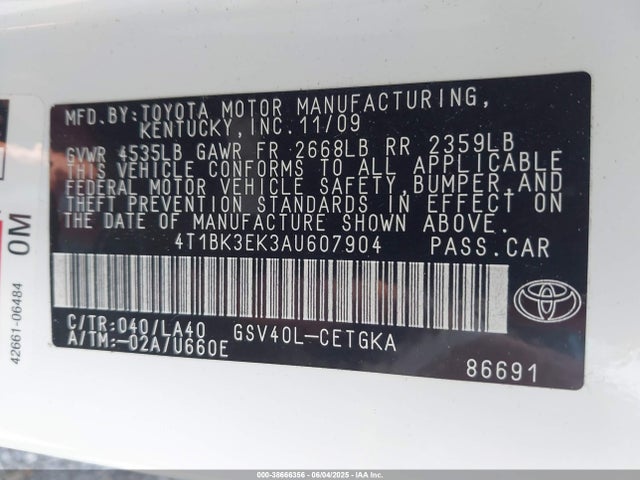 MFD.BY:TOYOTA MOTOR MANUFACTURING,
KENTUCKY,INC.11/09
GVWR 4535LB GAWR FR 2668LB RR 2359LB
THIS VEHICLE CONFORMS TO ALL APPLICABLE
FEDERAL MOTOR VEHICLE SAFETY,BUMPER,AND
THEFT PREVENTION STANDARDS IN EFFECT ON
THE DATE OF MANUFACTURE SHOWN ABOVE.
4T1BK3EK3AU607904 PASS.CAR
C/TR:040/LA40 GSV40L-CETGKA
A/TM:-02A/U660E
86691
42661-06484
0M
000-38666356 - 06/04/2025 - IAA Inc.